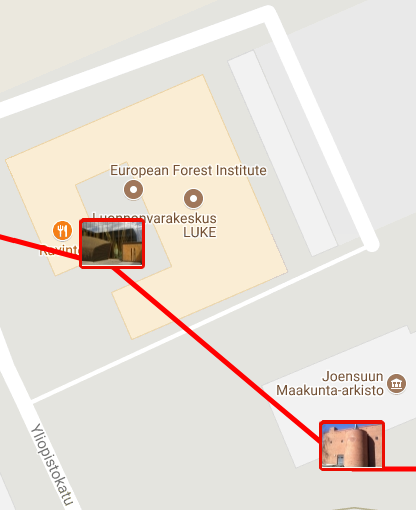 European Forest Institute
Luonnonvarakeskus
LUKE
Joensuun
Maakunta-arkisto
Yliopistokatu